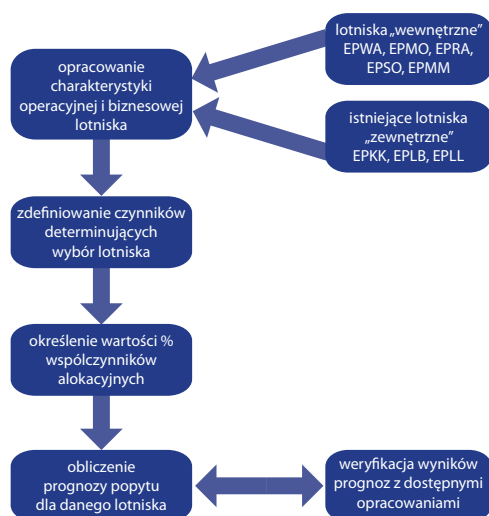 lotniska „wewnętrzne”
EPWA, EPMO, EPRA,
EPSO, EPMM
opracowanie
charakterystyki
operacyjnej i biznesowej
lotniska
istniejące lotniska
„zewnętrzne”
EPKK, EPLB, EPLL
zdefiniowanie czynników
determinujących
wybór lotniska
określenie wartości %
współczynników
alokacyjnych
obliczenie
prognozy popytu
dla danego lotniska
weryfikacja wyników
prognoz z dostępnymi
opracowaniami